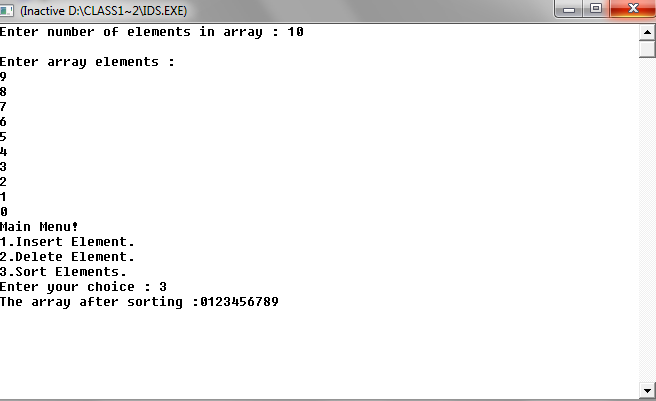 (Inactive D:\CLASS1~2\IDS.EXE)
Enter number of elements in array : 10
Enter array elements :
9
8
7
6
5
4
3
2
1
0
Main Menu!
1.Insert Element.
2.Delete Element.
3.Sort Elements.
Enter your choice : 3
The array after sorting :0123456789